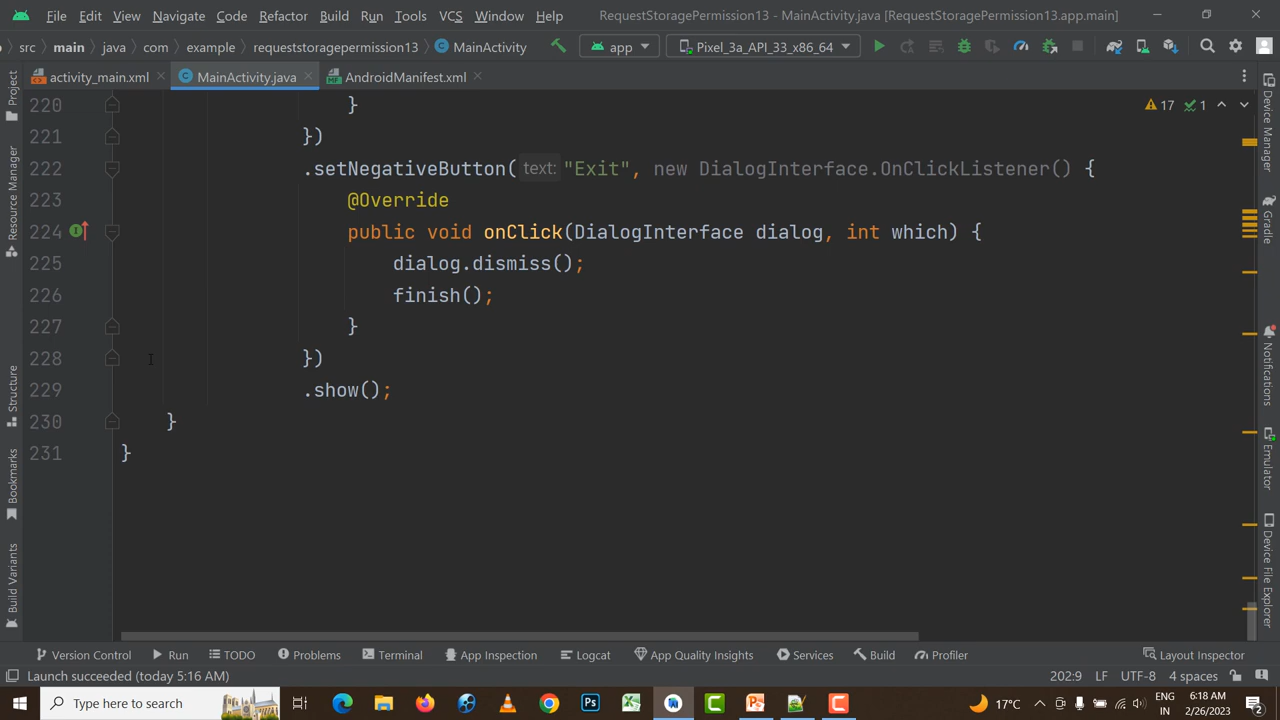 File Edit View Navigate Code Refactor Build Run Tools VCS Window Help RequestStoragePermission13 - MainActivity.java [RequestStoragePermission13.app.main]
src main java com example requeststoragepermission13 MainActivity app Pixel_3a_API_33_x86_64
activity_main.xml MainActivity.java AndroidManifest.xml
17 1
220 }
221 })
222 .setNegativeButton( text: "Exit", new DialogInterface.OnClickListener() {
223 @Override
224 public void onClick(DialogInterface dialog, int which) {
225 dialog.dismiss();
226 finish();
227 }
228 })
229 .show();
230 }
231 }
Project
Resource Manager
Structure
Bookmarks
Build Variants
Device Manager
Gradle
Notifications
Emulator
Device File Explorer
Version Control Run TODO Problems Terminal App Inspection Logcat App Quality Insights Services Build Profiler Layout Inspector
Launch succeeded (today 5:16 AM) 202:9 LF UTF-8 4 spaces
Type here to search 17°C ENG 6:18 AM
IN 2/26/2023 2